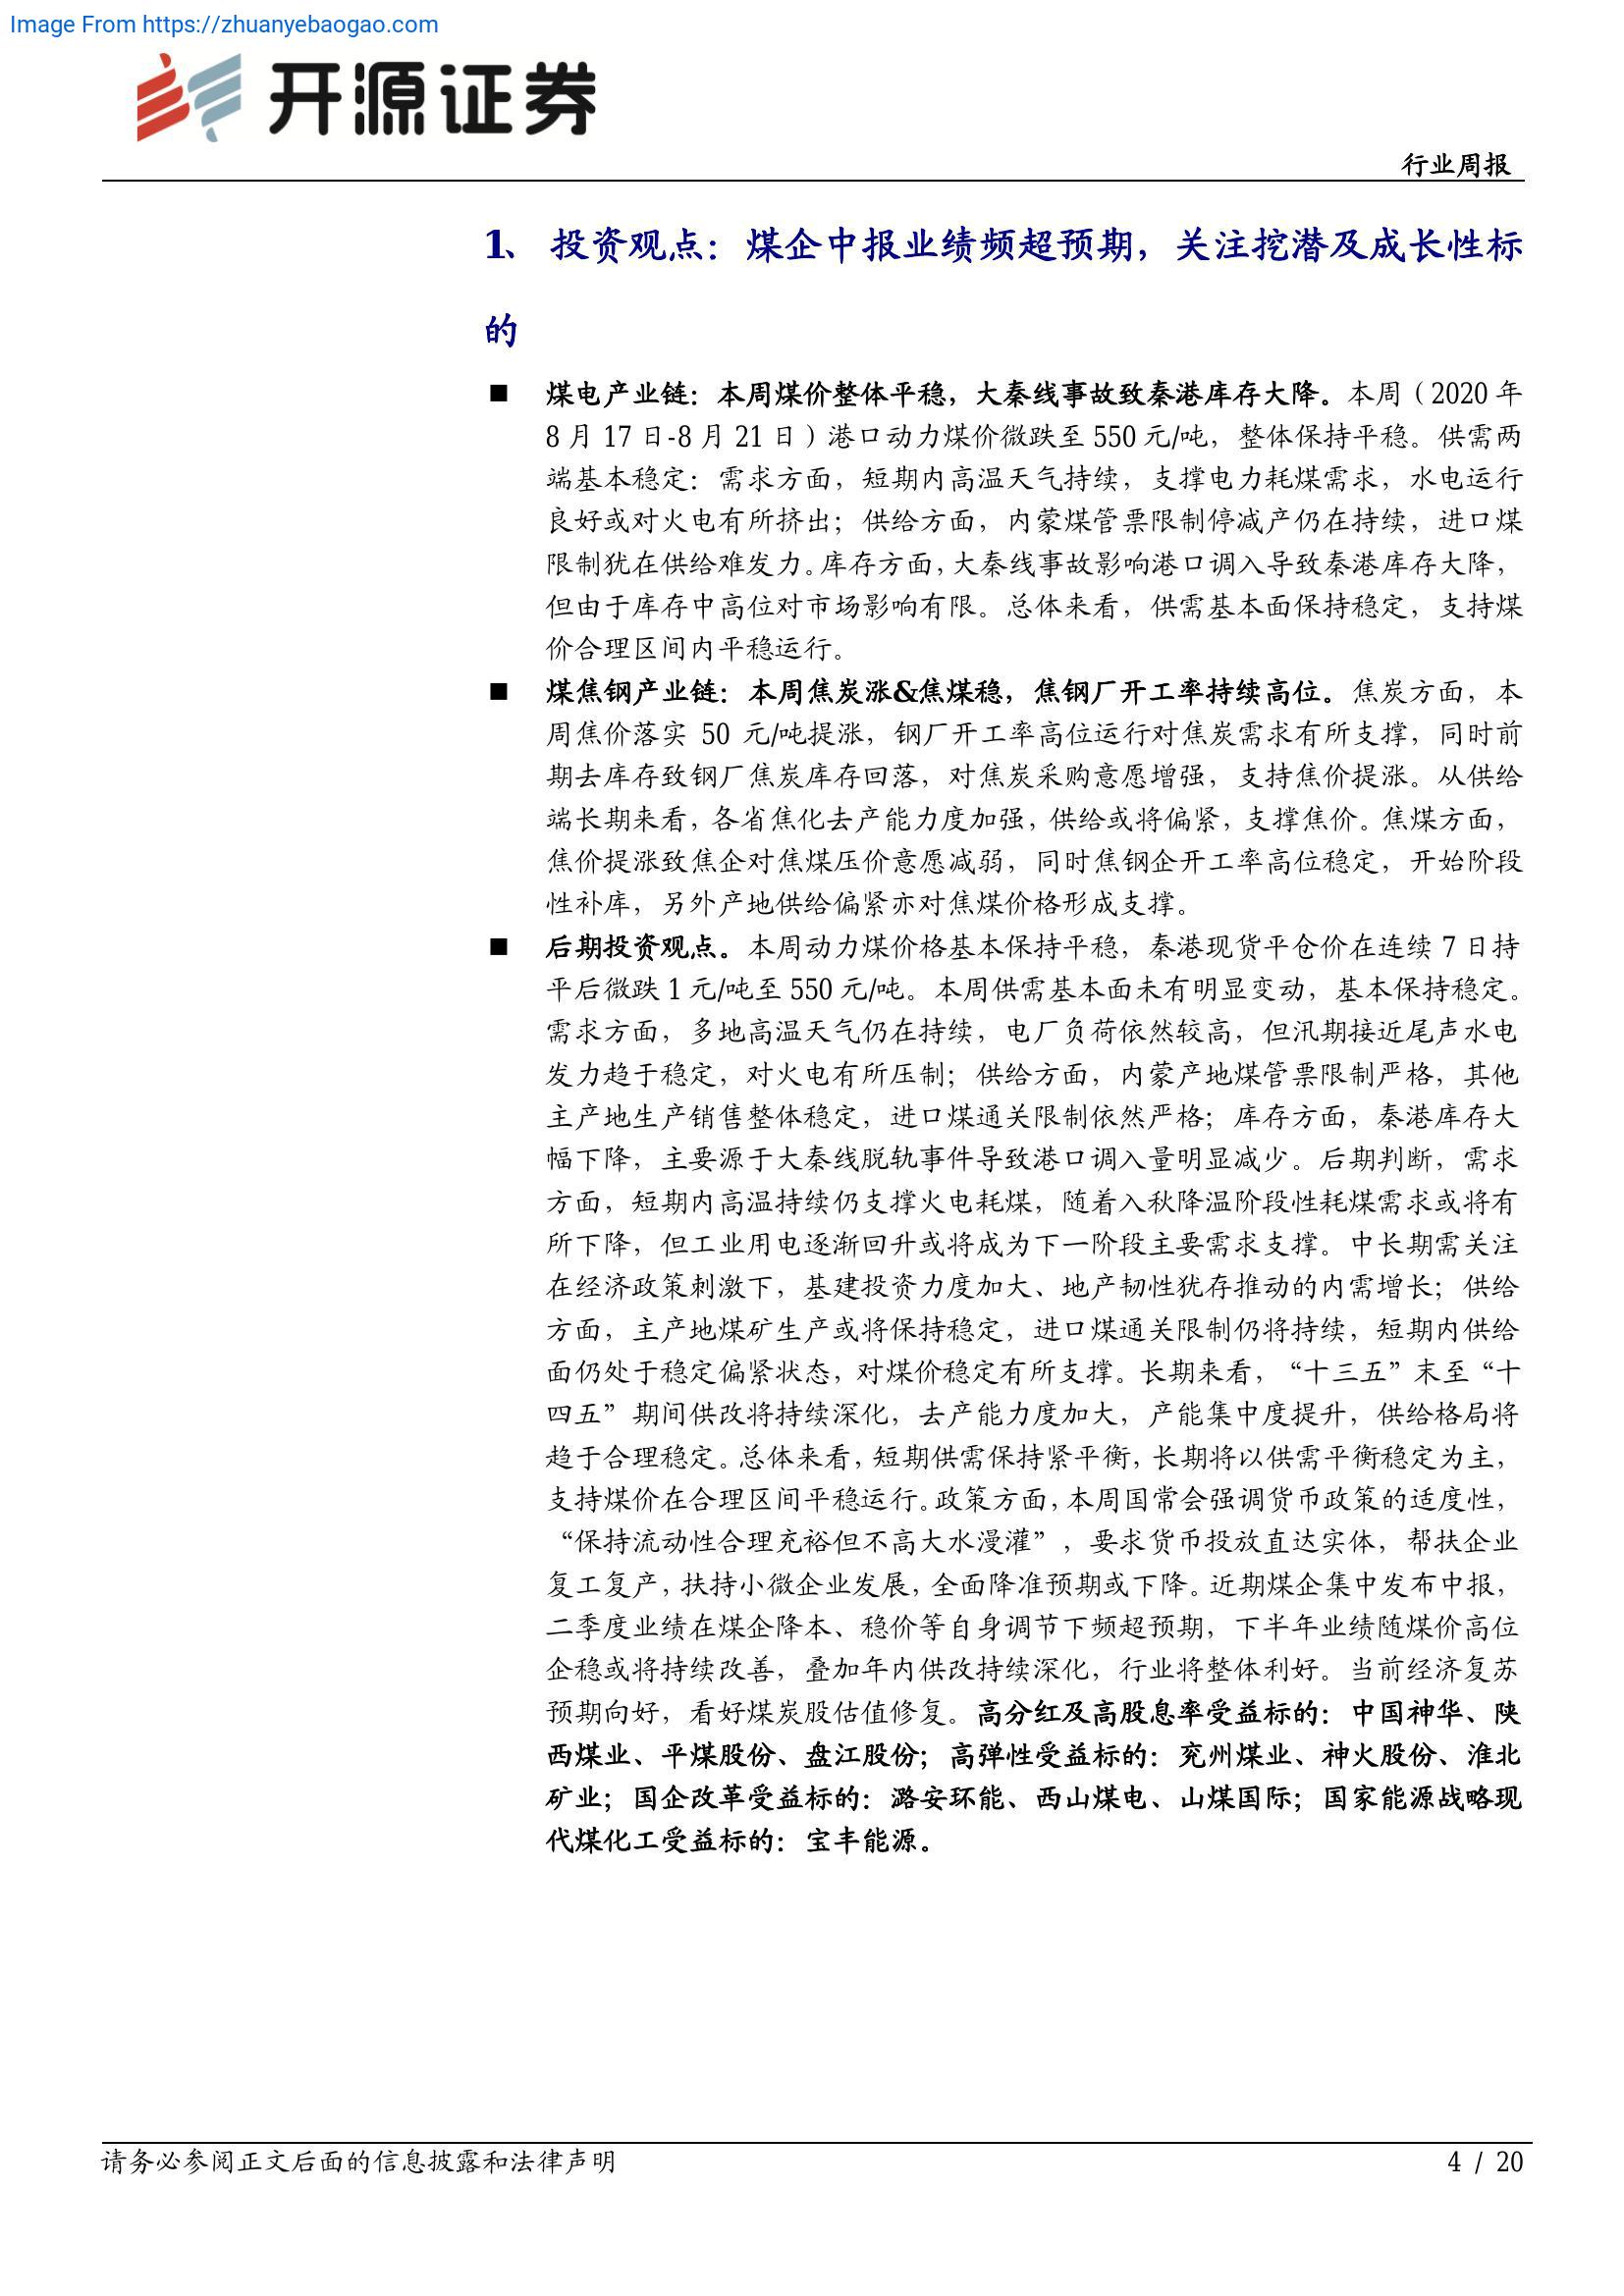 Image From https://zhuanyebaogao.com
开源证券
行业周报
1、 投资观点：煤企中报业绩频超预期，关注挖潜及成长性标
的
■ 煤电产业链：本周煤价整体平稳，大秦线事故致秦港库存大降。本周（2020 年
8 月 17 日-8 月 21 日）港口动力煤价微跌至 550 元/吨，整体保持平稳。供需两
端基本稳定：需求方面，短期内高温天气持续，支撑电力耗煤需求，水电运行
良好或对火电有所挤出；供给方面，内蒙煤管票限制停减产仍在持续，进口煤
限制犹在供给难发力。库存方面，大秦线事故影响港口调入导致秦港库存大降，
但由于库存中高位对市场影响有限。总体来看，供需基本面保持稳定，支持煤
价合理区间内平稳运行。
■ 煤焦钢产业链：本周焦炭涨&焦煤稳，焦钢厂开工率持续高位。焦炭方面，本
周焦价落实 50 元/吨提涨，钢厂开工率高位运行对焦炭需求有所支撑，同时前
期去库存致钢厂焦炭库存回落，对焦炭采购意愿增强，支持焦价提涨。从供给
端长期来看，各省焦化去产能力度加强，供给或将偏紧，支撑焦价。焦煤方面，
焦价提涨致焦企对焦煤压价意愿减弱，同时焦钢企开工率高位稳定，开始阶段
性补库，另外产地供给偏紧亦对焦煤价格形成支撑。
■ 后期投资观点。本周动力煤价格基本保持平稳，秦港现货平仓价在连续 7 日持
平后微跌 1 元/吨至 550 元/吨。本周供需基本面未有明显变动，基本保持稳定。
需求方面，多地高温天气仍在持续，电厂负荷依然较高，但汛期接近尾声水电
发力趋于稳定，对火电有所压制；供给方面，内蒙产地煤管票限制严格，其他
主产地生产销售整体稳定，进口煤通关限制依然严格；库存方面，秦港库存大
幅下降，主要源于大秦线脱轨事件导致港口调入量明显减少。后期判断，需求
方面，短期内高温持续仍支撑火电耗煤，随着入秋降温阶段性耗煤需求或将有
所下降，但工业用电逐渐回升或将成为下一阶段主要需求支撑。中长期需关注
在经济政策刺激下，基建投资力度加大、地产韧性犹存推动的内需增长；供给
方面，主产地煤矿生产或将保持稳定，进口煤通关限制仍将持续，短期内供给
面仍处于稳定偏紧状态，对煤价稳定有所支撑。长期来看，“十三五”末至“十
四五”期间供改将持续深化，去产能力度加大，产能集中度提升，供给格局将
趋于合理稳定。总体来看，短期供需保持紧平衡，长期将以供需平衡稳定为主，
支持煤价在合理区间平稳运行。政策方面，本周国常会强调货币政策的适度性，
“保持流动性合理充裕但不高大水漫灌”，要求货币投放直达实体，帮扶企业
复工复产，扶持小微企业发展，全面降准预期或下降。近期煤企集中发布中报，
二季度业绩在煤企降本、稳价等自身调节下频超预期，下半年业绩随煤价高位
企稳或将持续改善，叠加年内供改持续深化，行业将整体利好。当前经济复苏
预期向好，看好煤炭股估值修复。高分红及高股息率受益标的：中国神华、陕
西煤业、平煤股份、盘江股份；高弹性受益标的：兖州煤业、神火股份、淮北
矿业；国企改革受益标的：潞安环能、西山煤电、山煤国际；国家能源战略现
代煤化工受益标的：宝丰能源。
请务必参阅正文后面的信息披露和法律声明
4 / 20